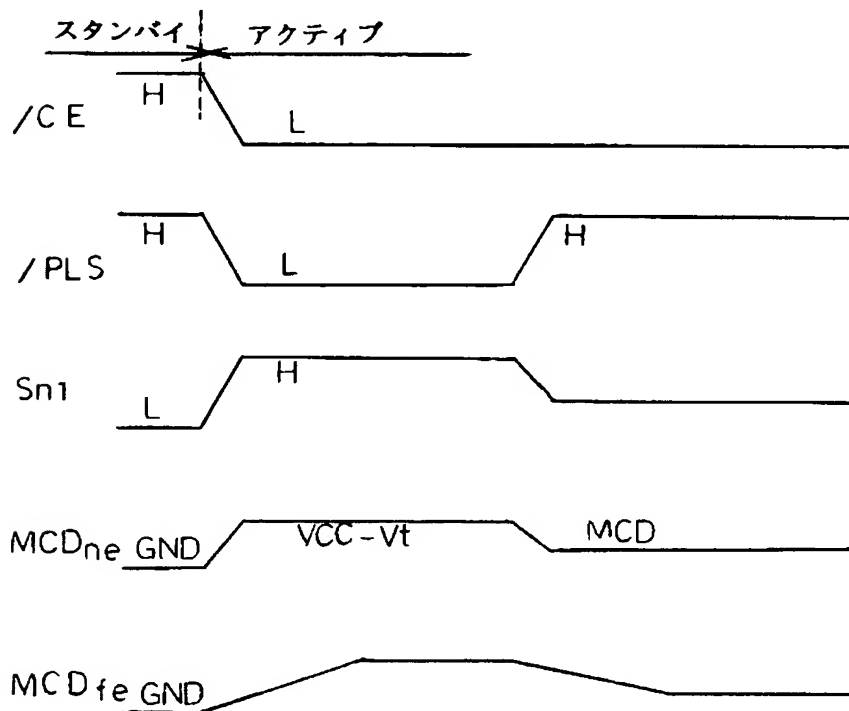 スタンバイ アクティブ
/CE H L
/PLS H L H
Sn1 L H
MCDne GND VCC-Vt MCD
MCDfe GND